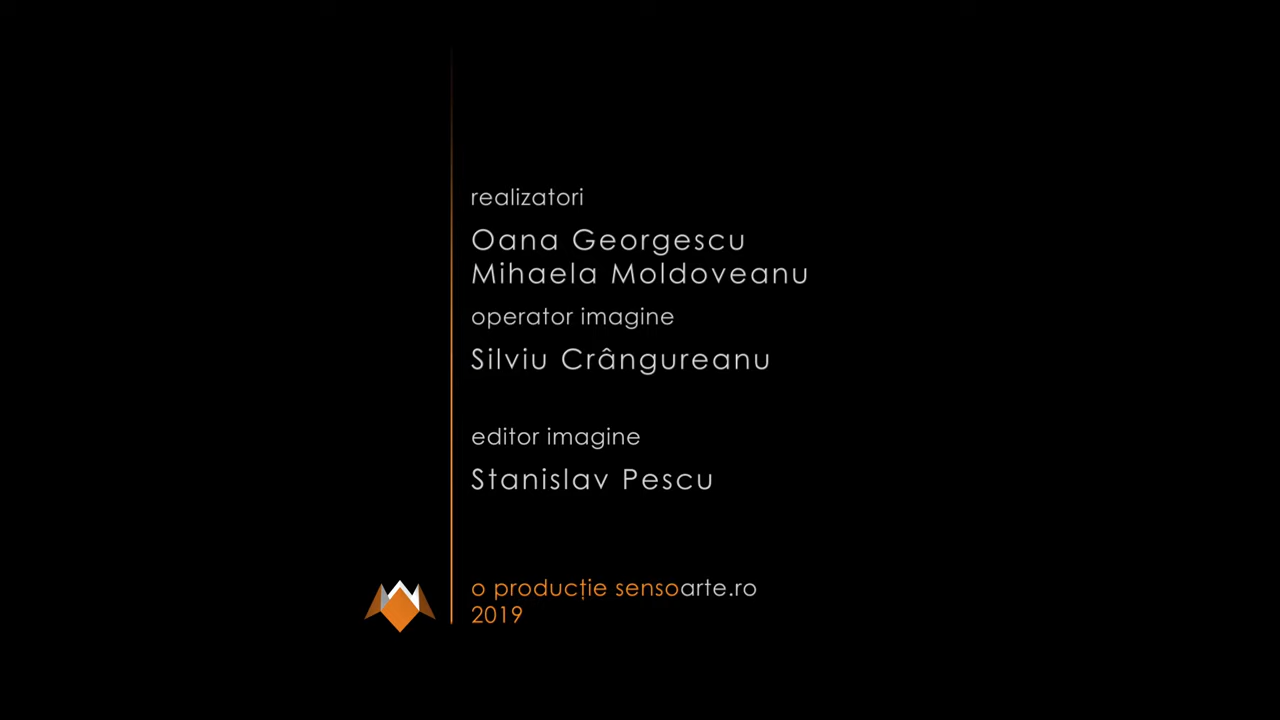 realizatori
Oana Georgescu
Mihaela Moldoveanu
operator imagine
Silviu Crângureanu
editor imagine
Stanislav Pescu
o producție sensoarte.ro
2019